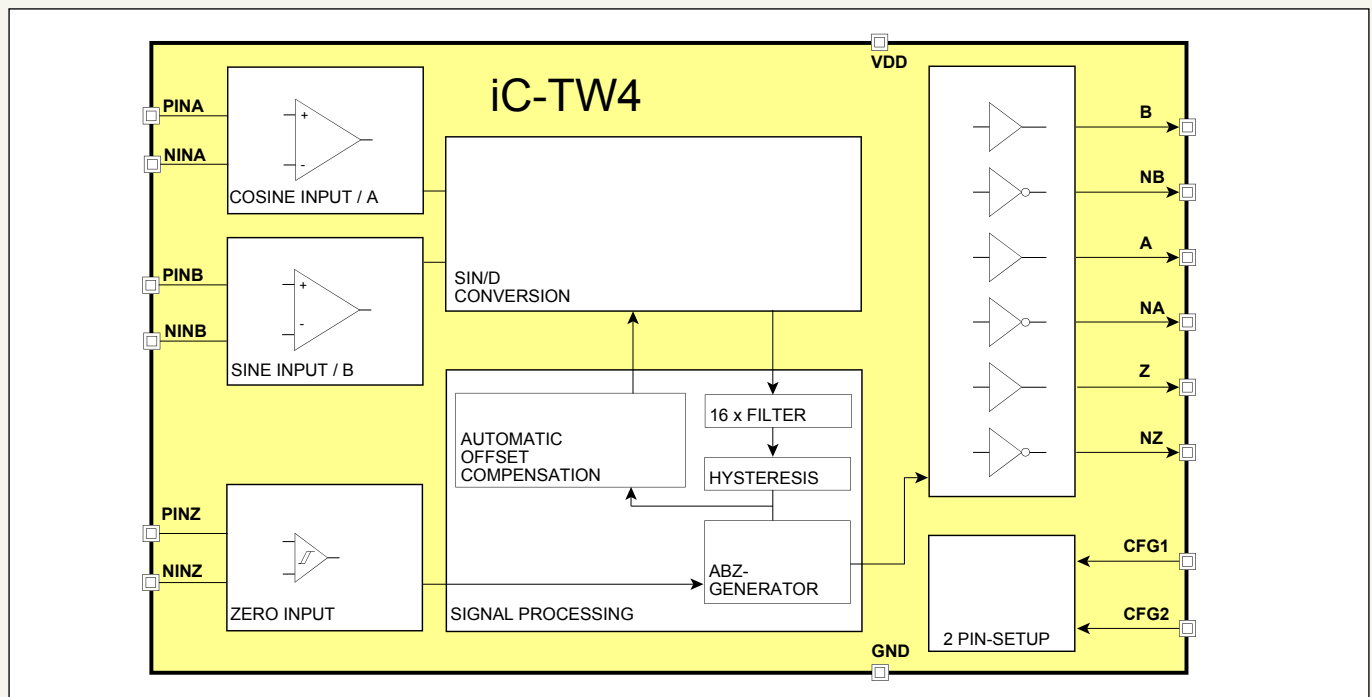 iC-TW4
VDD
PINA
NINA
COSINE INPUT / A
PINB
NINB
SINE INPUT / B
PINZ
NINZ
ZERO INPUT
SIN/D
CONVERSION
AUTOMATIC
OFFSET
COMPENSATION
16 x FILTER
HYSTERESIS
ABZ-
GENERATOR
SIGNAL PROCESSING
B
NB
A
NA
Z
NZ
CFG1
CFG2
2 PIN-SETUP
GND
+
-
+
-